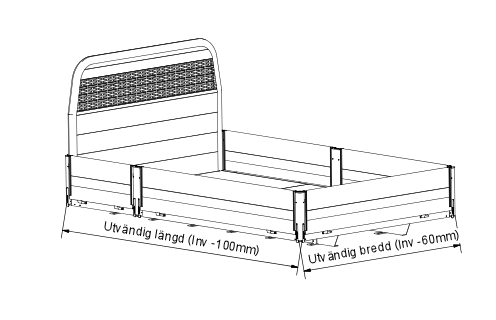 Utvändig längd (Inv -100mm)
Utvändig bredd (Inv -60mm)